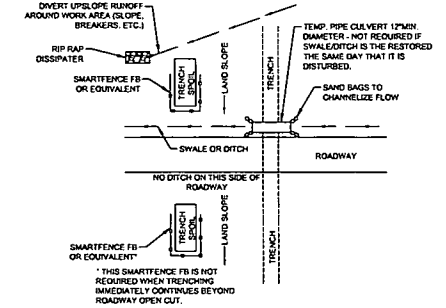 DIVERT UPSLOPE RUNOFF
AROUND WORK AREA (SLOPE,
BREAKERS, ETC.)
RIP RAP
DISSIPATER
SMARTFENCE FB
OR EQUIVALENT
TRENCH
SPOIL
LAND SLOPE
TRENCH
TEMP. PIPE CULVERT 12"MIN.
DIAMETER - NOT REQUIRED IF
SWALE/DITCH IS THE RESTORED
THE SAME DAY THAT IT IS
DISTURBED.
SAND BAGS TO
CHANNELIZE FLOW
SWALE OR DITCH
ROADWAY
NO DITCH ON THIS SIDE OF
ROADWAY
TRENCH
SPOIL
LAND SLOPE
TRENCH
SMARTFENCE FB
OR EQUIVALENT*
* THIS SMARTFENCE FB IS NOT
REQUIRED WHEN TRENCHING
IMMEDIATELY CONTINUES BEYOND
ROADWAY OPEN CUT.